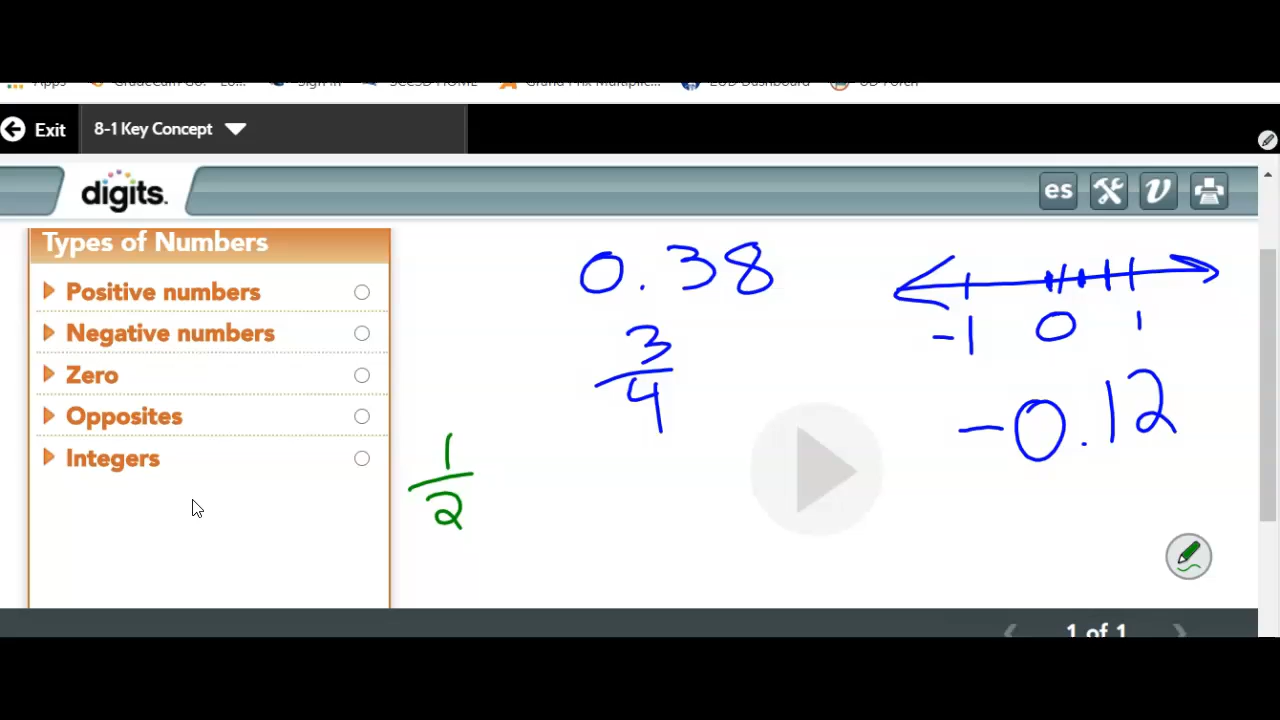 Exit
8-1 Key Concept
digits.
es
Types of Numbers
Positive numbers
Negative numbers
Zero
Opposites
Integers
0.38
3
4
1
2
-1 0 1
-0.12
1 of 1